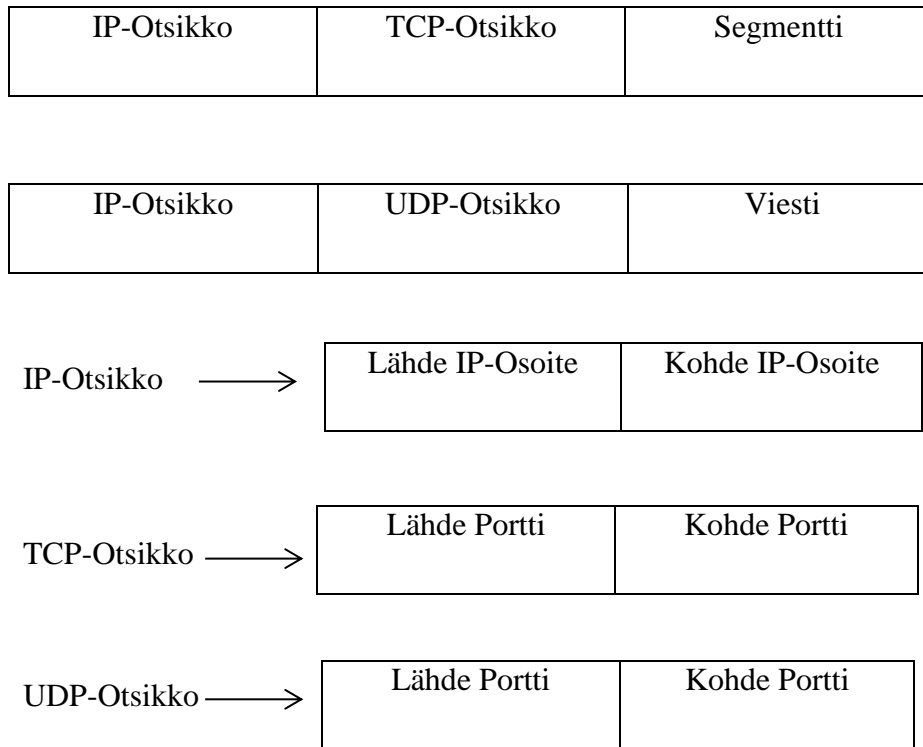 IP-Otsikko TCP-Otsikko Segmentti
IP-Otsikko UDP-Otsikko Viesti
IP-Otsikko Lähde IP-Osoite Kohde IP-Osoite
TCP-Otsikko Lähde Portti Kohde Portti
UDP-Otsikko Lähde Portti Kohde Portti